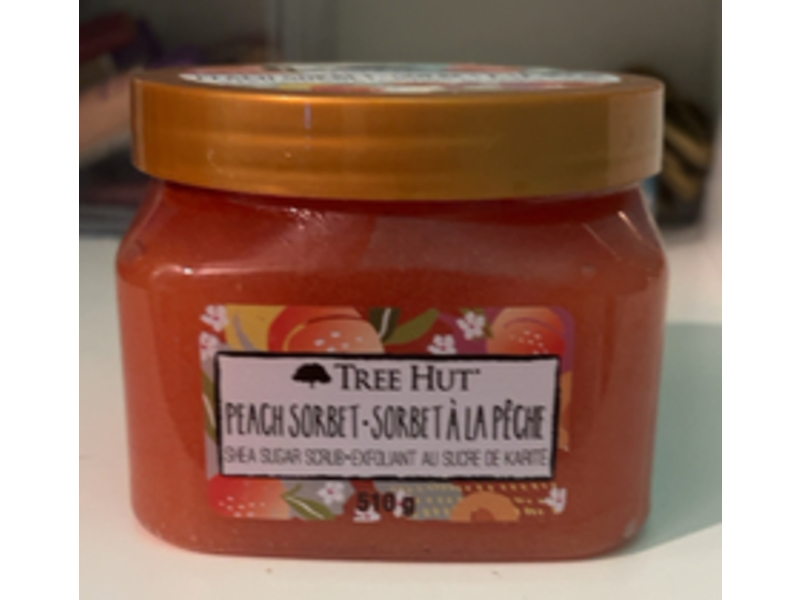 TREE HUT
PEACH SORBET·SORBET À LA PÊCHE
SHEA SUGAR SCRUB·EXFOLIANT AU SUCRE DE KARITÉ
510 g